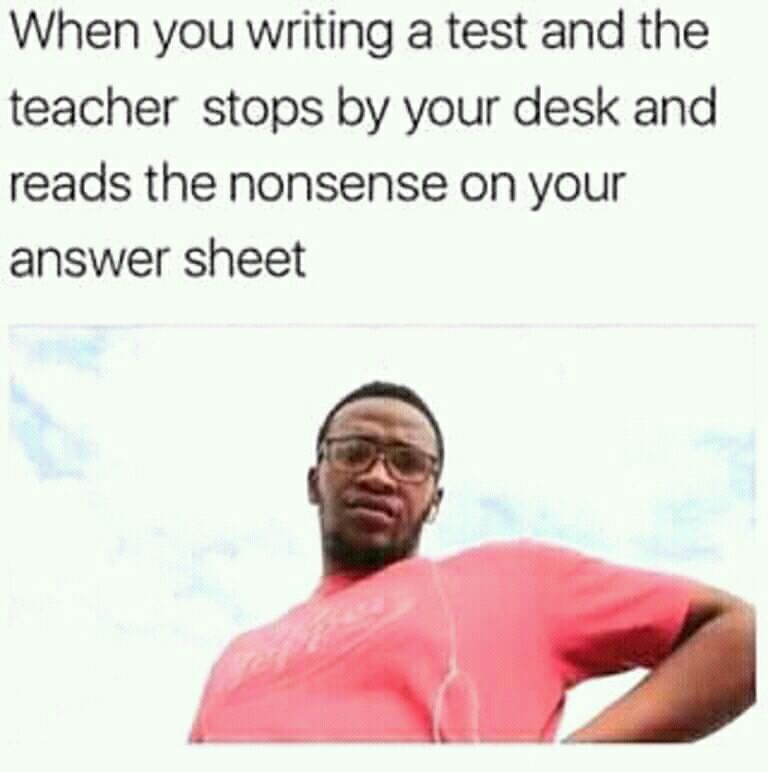 When you writing a test and the
teacher stops by your desk and
reads the nonsense on your
answer sheet